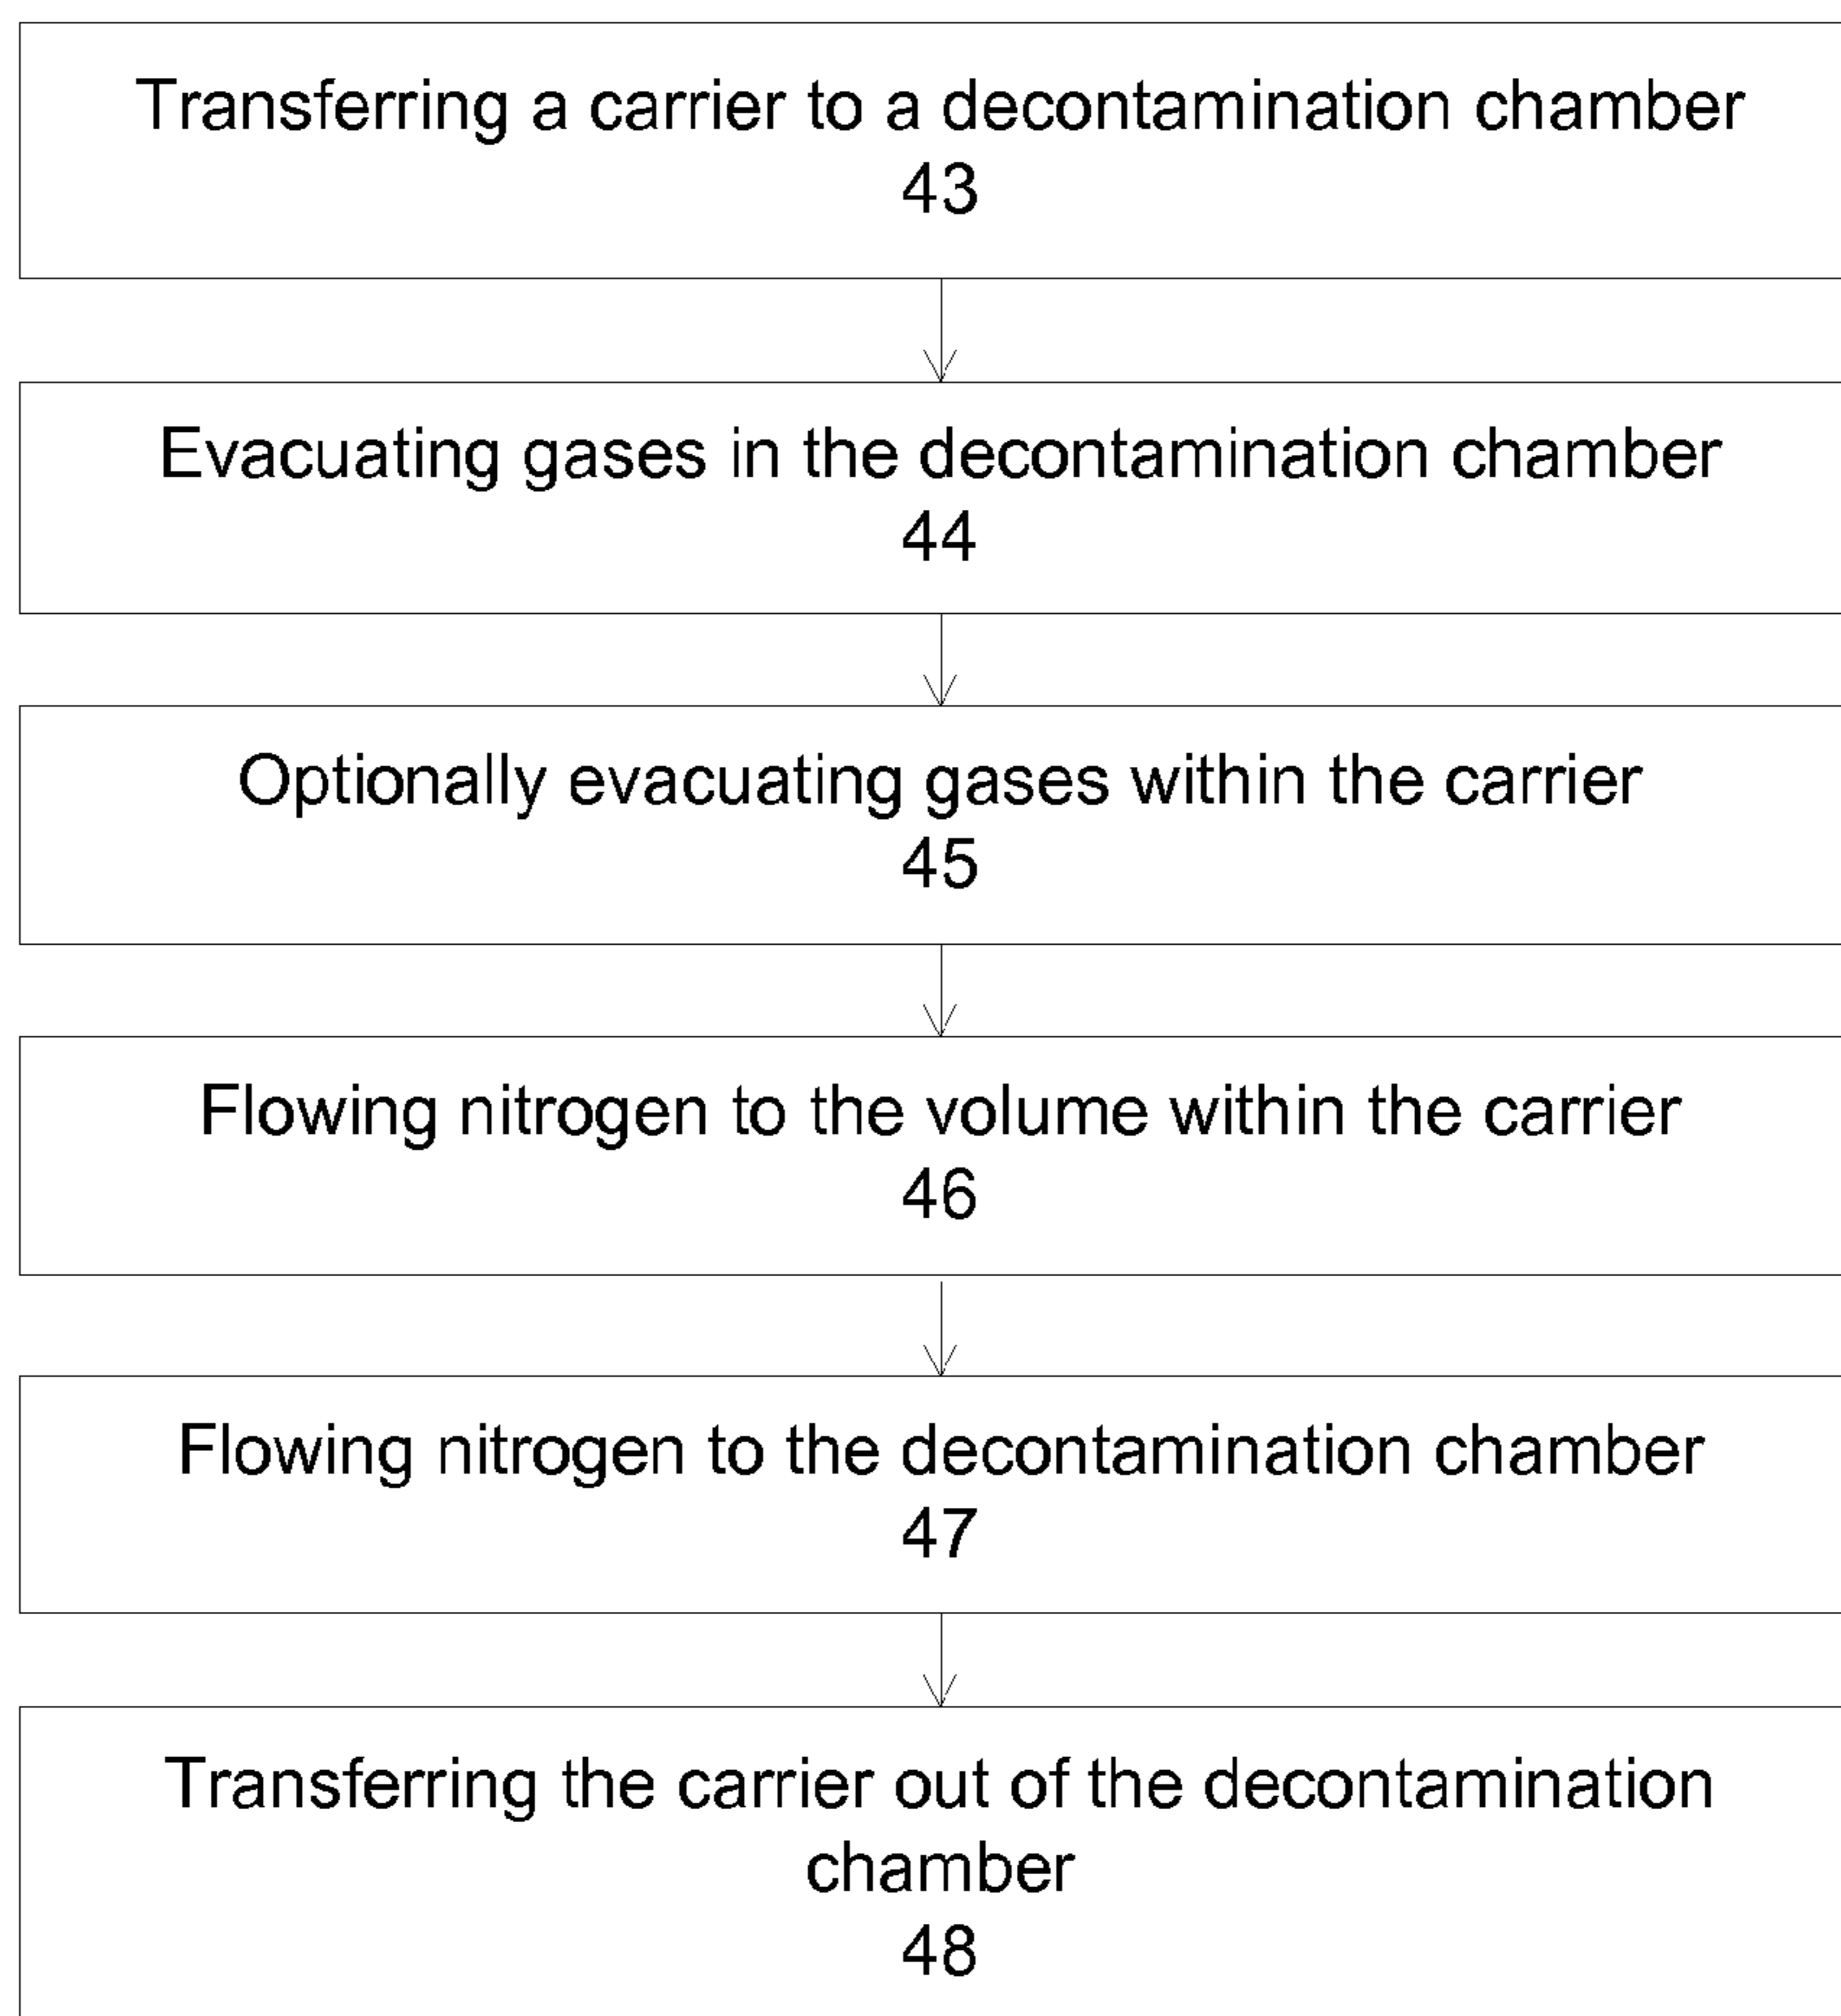 Transferring a carrier to a decontamination chamber
43
Evacuating gases in the decontamination chamber
44
Optionally evacuating gases within the carrier
45
Flowing nitrogen to the volume within the carrier
46
Flowing nitrogen to the decontamination chamber
47
Transferring the carrier out of the decontamination
chamber
48